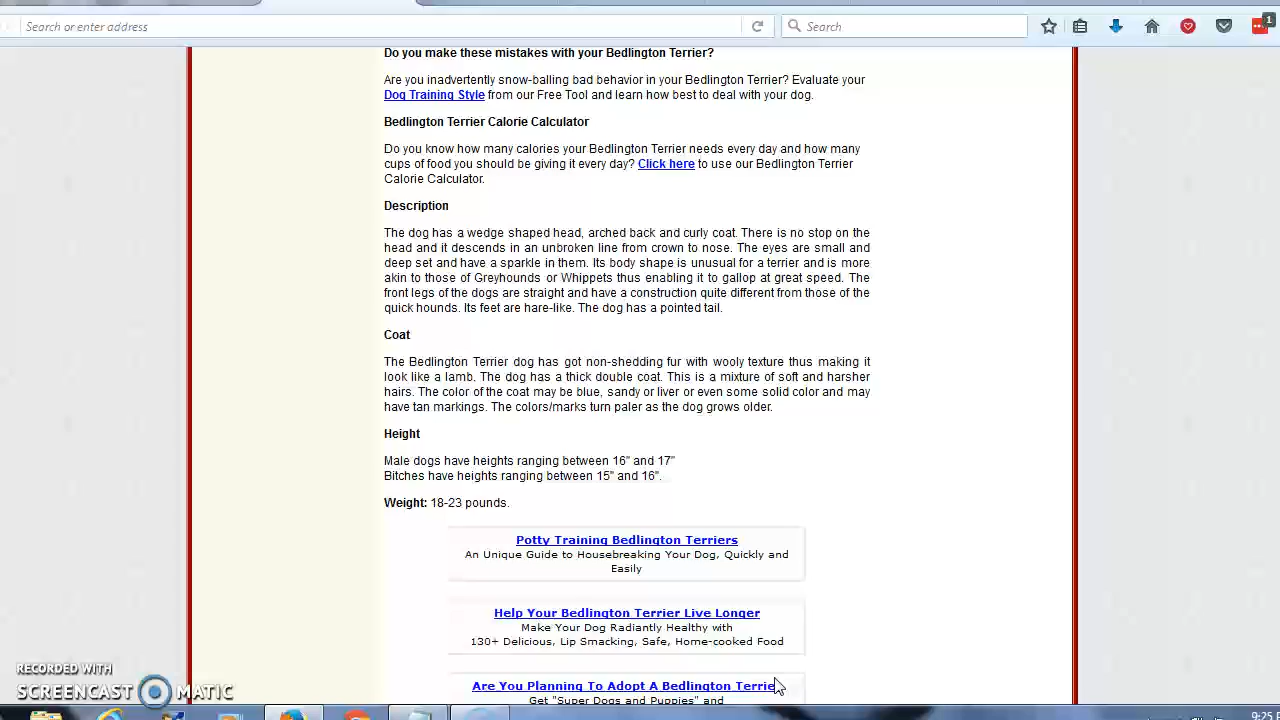 Search or enter address
Search
1
Do you make these mistakes with your Bedlington Terrier?
Are you inadvertently snow-balling bad behavior in your Bedlington Terrier? Evaluate your
Dog Training Style from our Free Tool and learn how best to deal with your dog.
Bedlington Terrier Calorie Calculator
Do you know how many calories your Bedlington Terrier needs every day and how many
cups of food you should be giving it every day? Click here to use our Bedlington Terrier
Calorie Calculator.
Description
The dog has a wedge shaped head, arched back and curly coat. There is no stop on the
head and it descends in an unbroken line from crown to nose. The eyes are small and
deep set and have a sparkle in them. Its body shape is unusual for a terrier and is more
akin to those of Greyhounds or Whippets thus enabling it to gallop at great speed. The
front legs of the dogs are straight and have a construction quite different from those of the
quick hounds. Its feet are hare-like. The dog has a pointed tail.
Coat
The Bedlington Terrier dog has got non-shedding fur with wooly texture thus making it
look like a lamb. The dog has a thick double coat. This is a mixture of soft and harsher
hairs. The color of the coat may be blue, sandy or liver or even some solid color and may
have tan markings. The colors/marks turn paler as the dog grows older.
Height
Male dogs have heights ranging between 16" and 17"
Bitches have heights ranging between 15" and 16".
Weight: 18-23 pounds.
Potty Training Bedlington Terriers
An Unique Guide to Housebreaking Your Dog, Quickly and
Easily
Help Your Bedlington Terrier Live Longer
Make Your Dog Radiantly Healthy with
130+ Delicious, Lip Smacking, Safe, Home-cooked Food
Are You Planning To Adopt A Bedlington Terrie
Get "Super Dogs and Puppies" and
RECORDED WITH
SCREENCAST MATIC
9:25